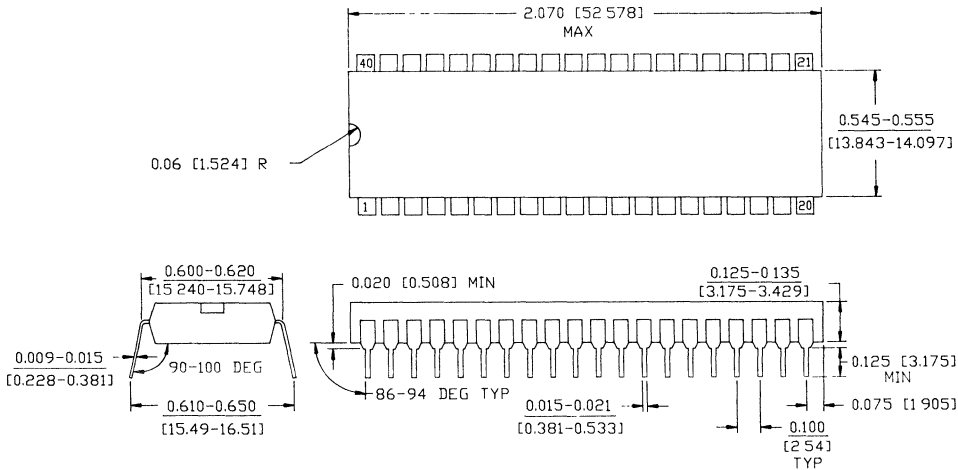 2.070 [52 578]
MAX
40
21
0.545-0.555
[13.843-14.097]
0.06 [1.524] R
1
20
0.600-0.620
[15 240-15.748]
0.020 [0.508] MIN
0.125-0 135
[3.175-3.429]
0.009-0.015
[0.228-0.381]
90-100 DEG
86-94 DEG TYP
0.125 [3.175]
MIN
0.610-0.650
[15.49-16.51]
0.015-0.021
[0.381-0.533]
0.075 [1 905]
0.100
[2 54]
TYP